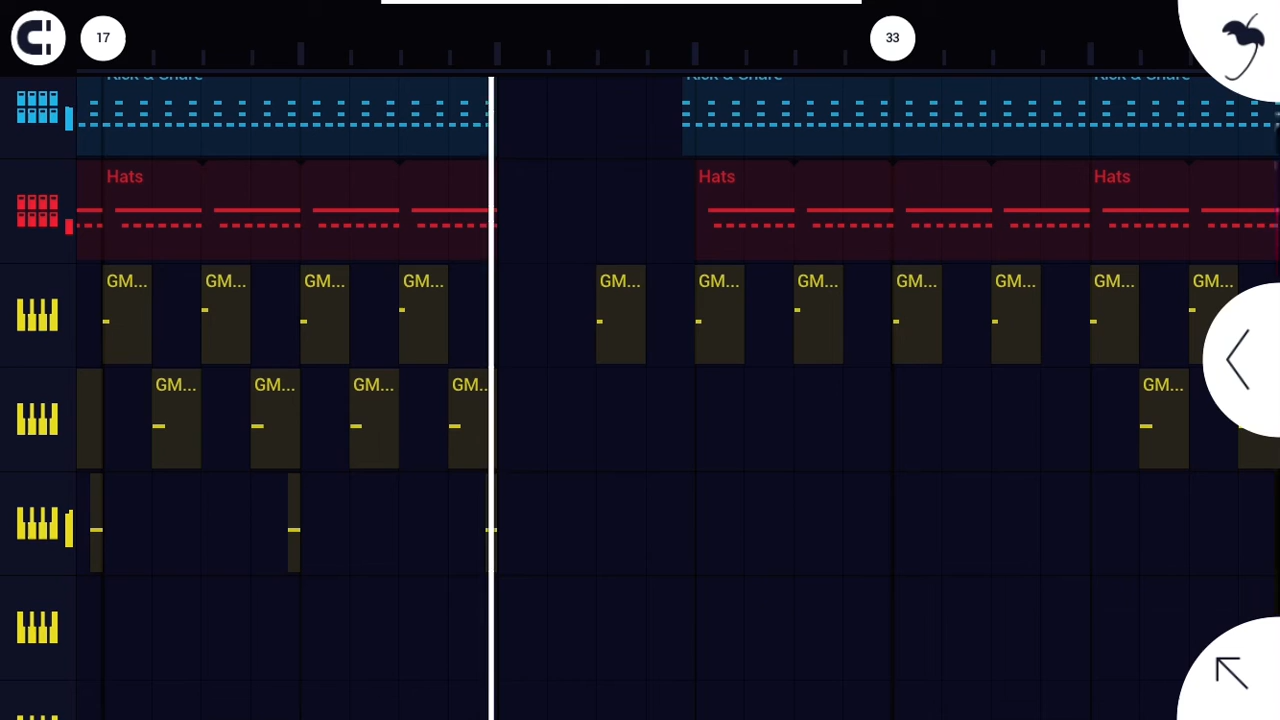 17
33
Kick & Snare Kick & Snare Kick & Snare
Hats Hats Hats
GM... GM... GM... GM... GM... GM... GM... GM... GM... GM... GM...
GM... GM... GM... GM... GM...